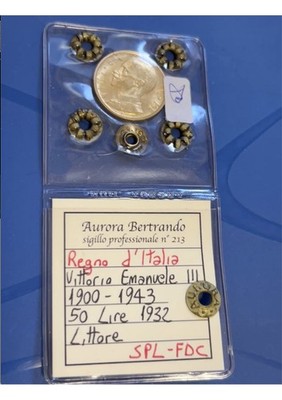 Aurora Bertrando
sigillo professionale n° 213
Regno d'Italia
Vittorio Emanuele III
1900-1943
50 Lire 1932
Littore
SPL-FDC